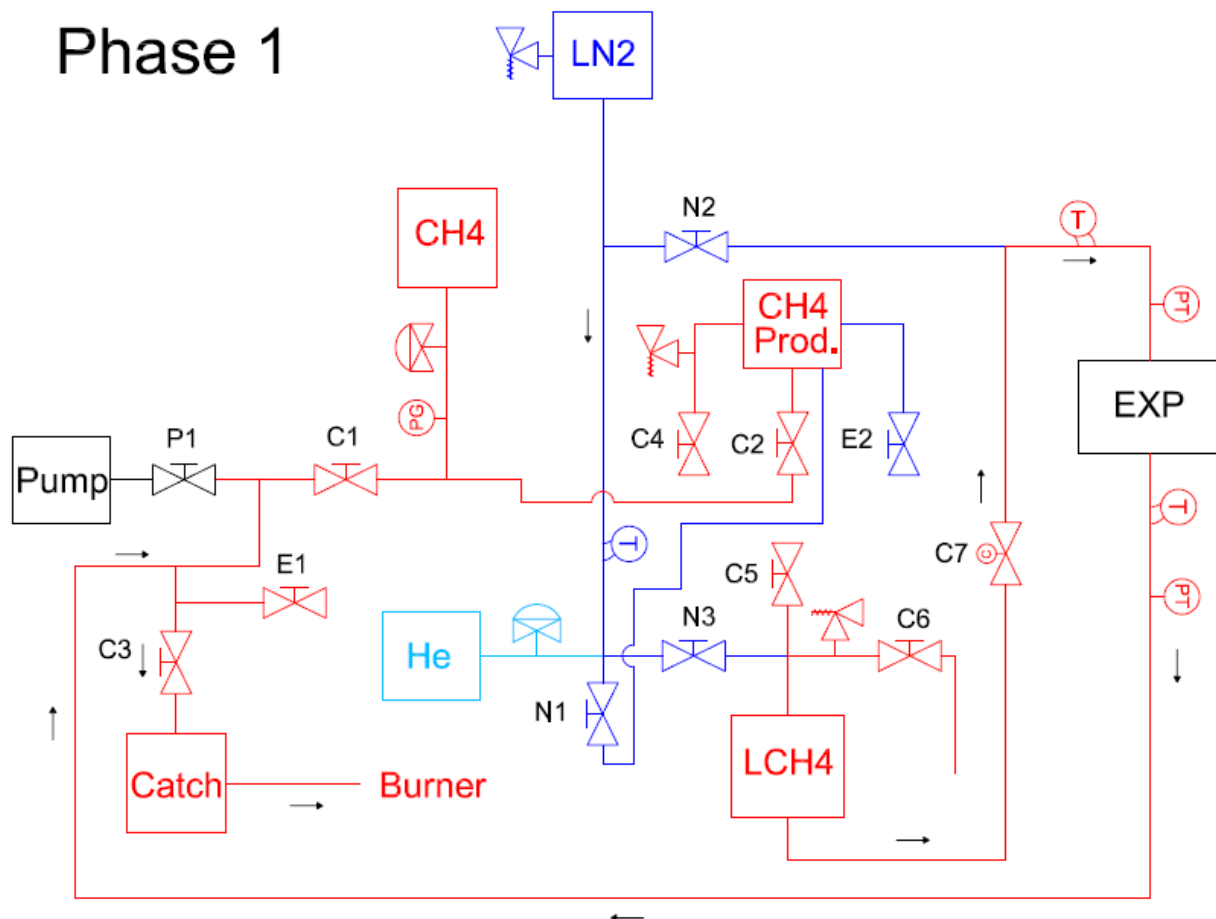 Phase 1
LN2
N2
T
CH4
PT
CH4
Prod.
EXP
PG
P1
C1
C4
C2
E2
Pump
T
T
C7
C
PT
E1
C5
C3
He
N3
C6
N1
LCH4
Catch
Burner